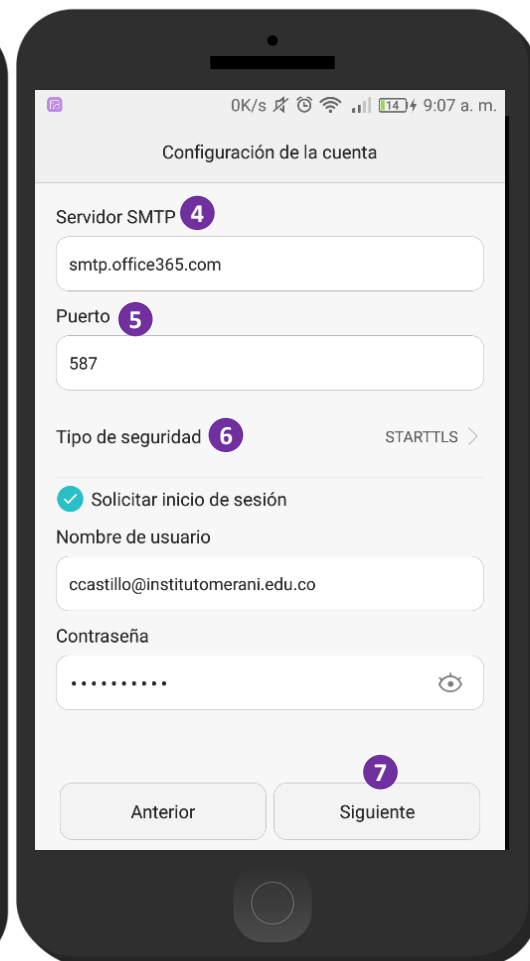 0K/s 14 9:07 a. m.
Configuración de la cuenta
Servidor SMTP 4
smtp.office365.com
Puerto 5
587
Tipo de seguridad 6 STARTTLS
Solicitar inicio de sesión
Nombre de usuario
ccastillo@institutomerani.edu.co
Contraseña
••••••••••
7
Anterior Siguiente